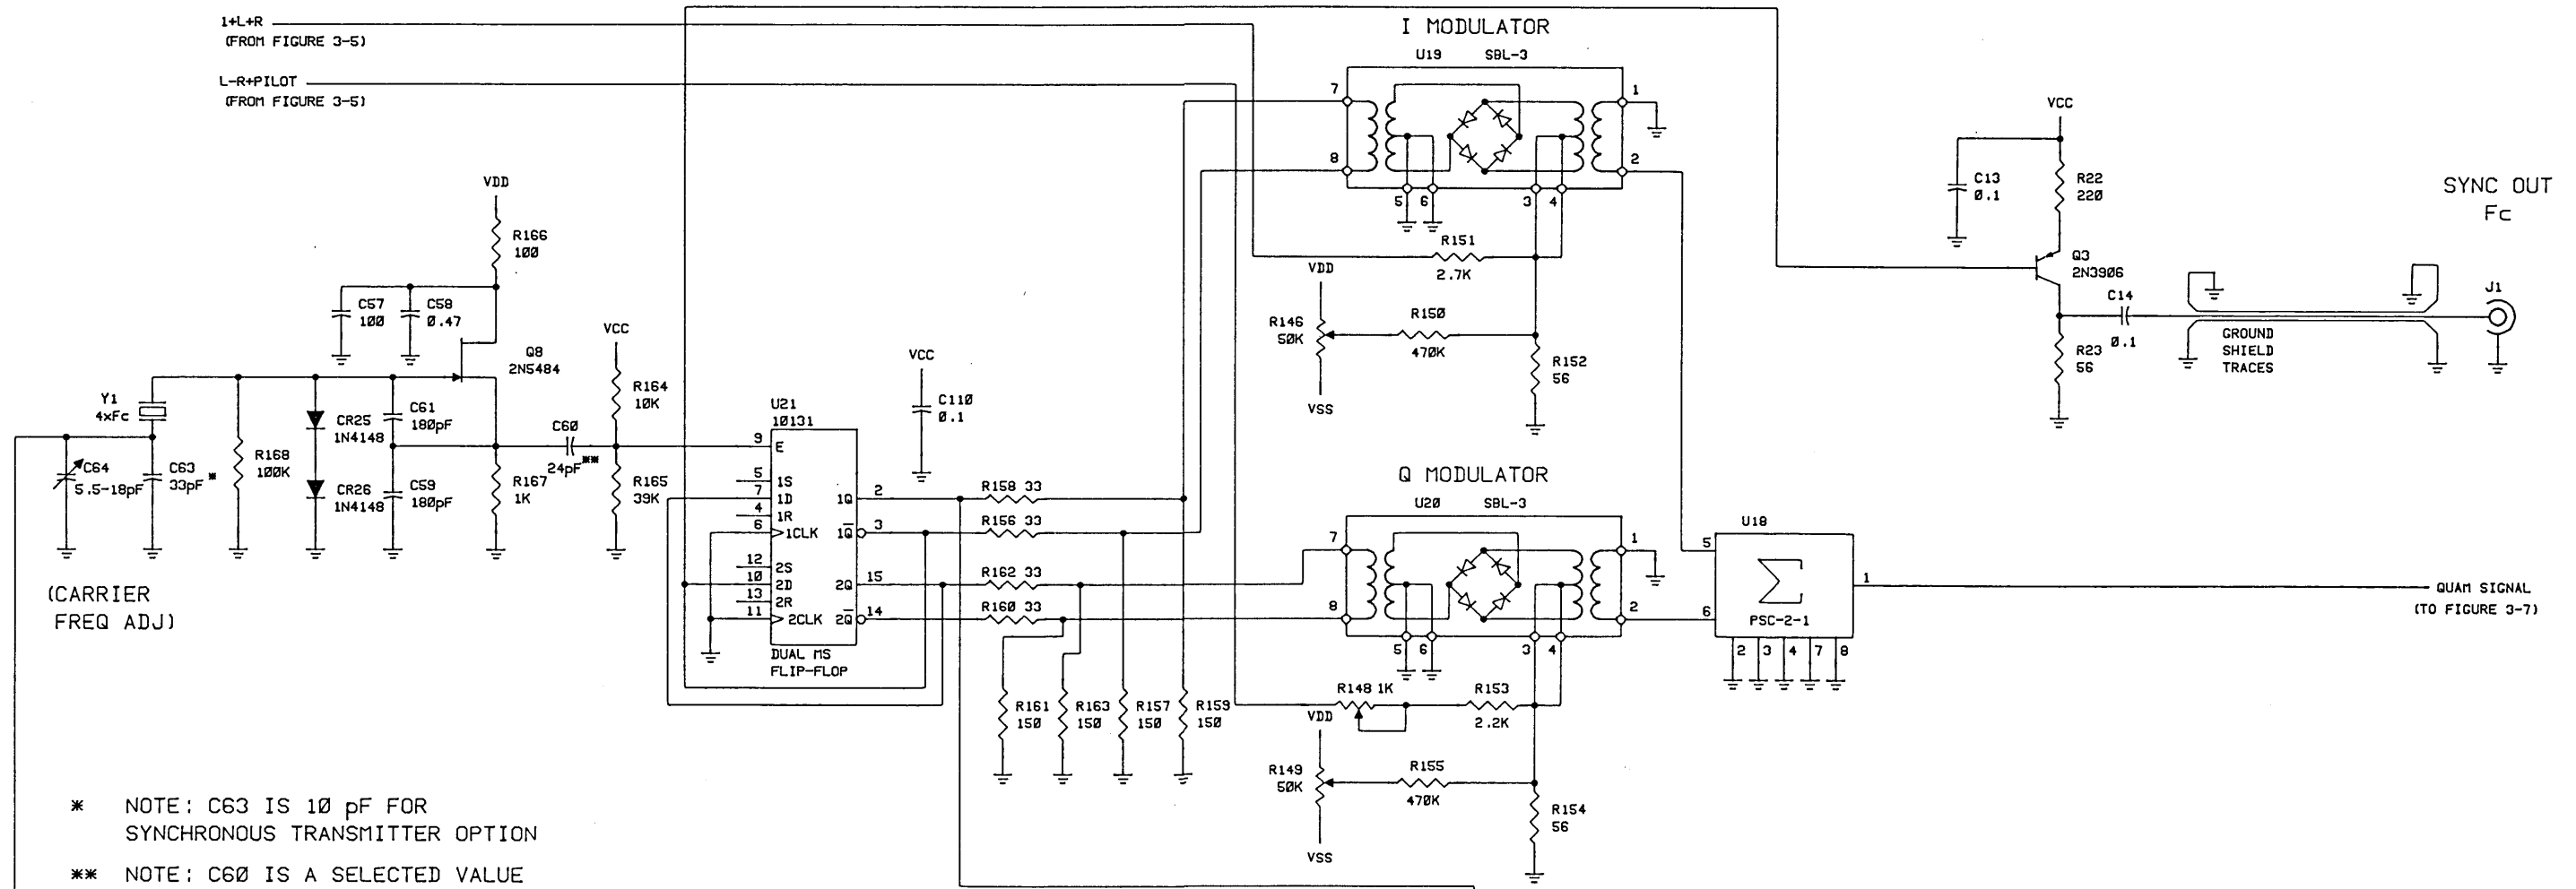 1+L+R
(FROM FIGURE 3-5)
L-R+PILOT
(FROM FIGURE 3-5)
I MODULATOR
U19 SBL-3
7
8
1
2
5 6
3 4
VDD
R166
100
C57
100
C58
0.47
Q8
2N5484
VCC
R164
10K
Y1
4xFc
C64
5.5-18pF
C63
33pF *
R168
100K
CR25
1N4148
CR26
1N4148
C61
180pF
C59
180pF
R167
1K
C60
24pF **
R165
39K
(CARRIER
FREQ ADJ)
U21
10131
9 E
5 1S
7 1D
4 1R
6 1CLK
12 2S
10 2D
13 2R
11 2CLK
1Q 2
1Q 3
2Q 15
2Q 14
DUAL MS
FLIP-FLOP
VCC
C110
0.1
R158 33
R156 33
R162 33
R160 33
R161
150
R163
150
R157
150
R159
150
R151
2.7K
VDD
R146
50K
VSS
R150
470K
R152
56
Q MODULATOR
U20 SBL-3
7
8
1
2
5 6
3 4
R148 1K
R153
2.2K
VDD
R149
50K
VSS
R155
470K
R154
56
U18
5
6
1
PSC-2-1
2 3 4 7 8
QUAM SIGNAL
(TO FIGURE 3-7)
VCC
C13
0.1
R22
220
Q3
2N3906
C14
0.1
R23
56
GROUND
SHIELD
TRACES
J1
SYNC OUT
Fc
* NOTE: C63 IS 10 pF FOR
SYNCHRONOUS TRANSMITTER OPTION
** NOTE: C60 IS A SELECTED VALUE